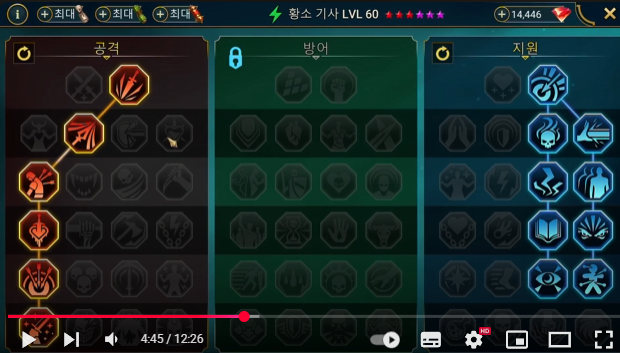 i + 최대 + 최대 + 최대 황소 기사 LVL 60 + 14,446
공격 방어 지원
4:45 / 12:26 HD